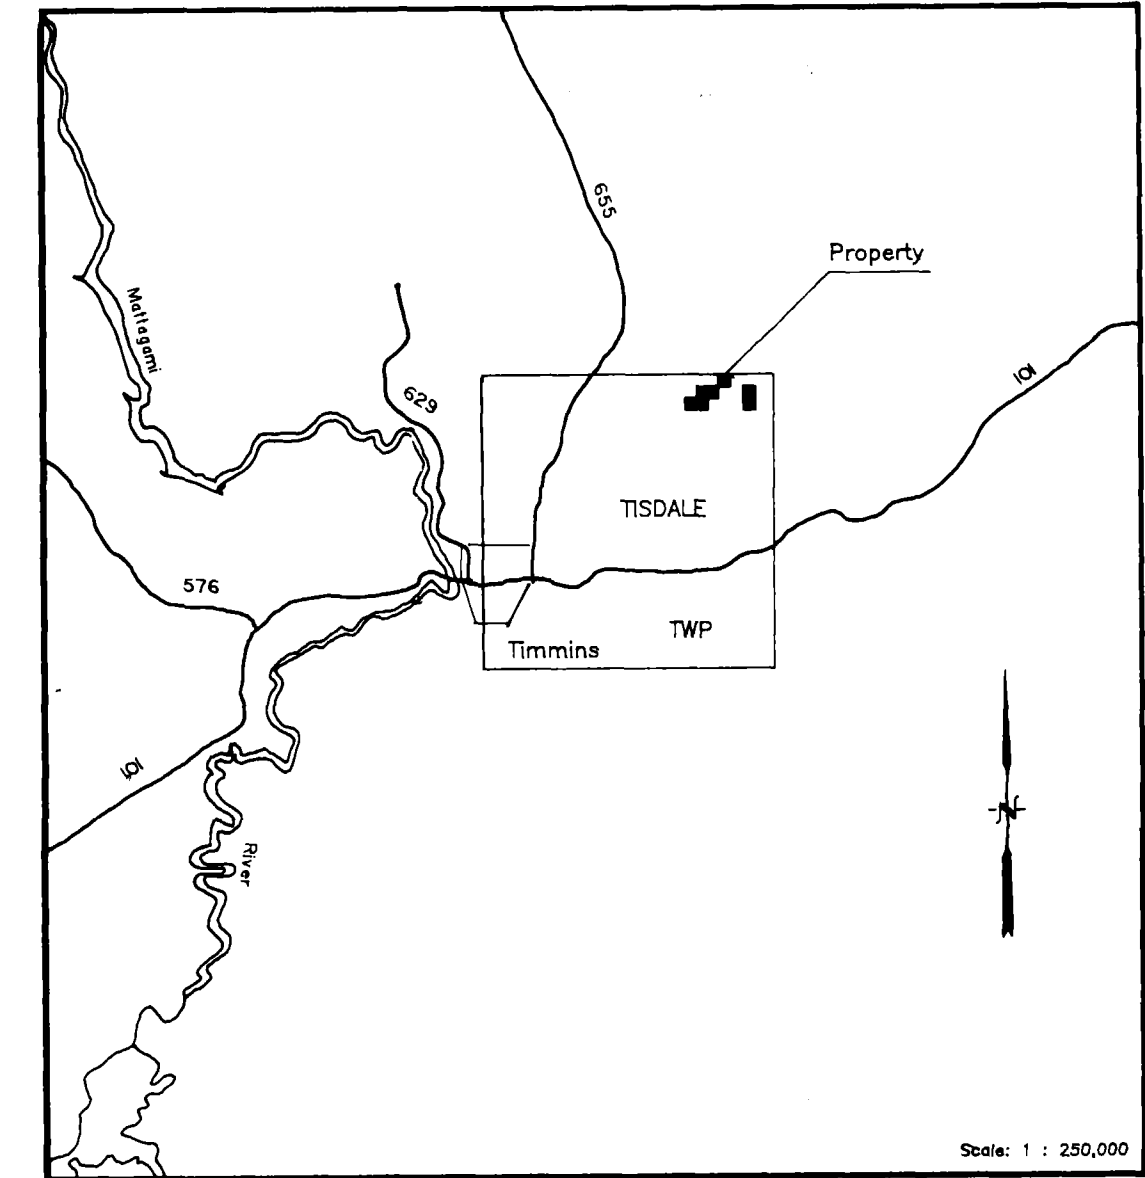 655
Property
Mattagami
101
629
TISDALE
576
TWP
Timmins
101
River
N
Scale: 1 : 250,000